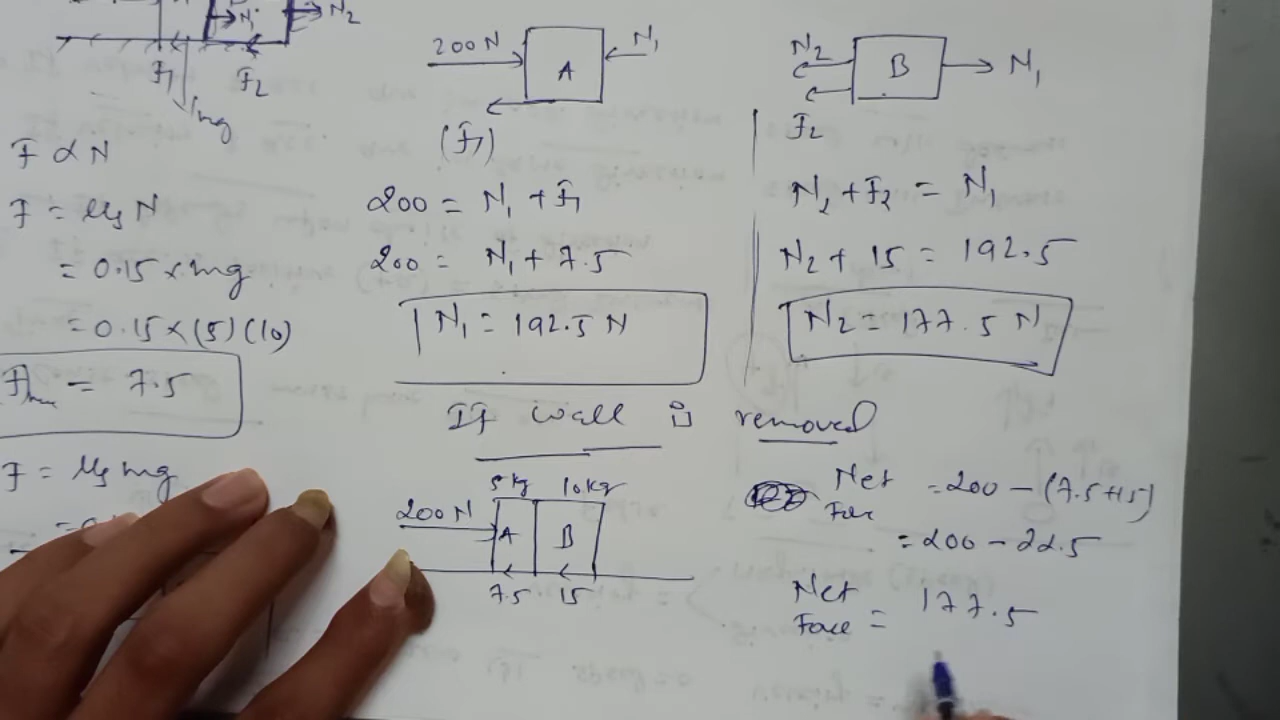 N1 N2
F1 F2
mg
F ∝ N
F = μs N
= 0.15 × mg
= 0.15 × (5) (10)
= 7.5
F = μs mg
200 N A N1
(F1)
200 = N1 + F1
200 = N1 + 7.5
N1 = 192.5 N
N2 B N1
F2
N2 + F2 = N1
N2 + 15 = 192.5
N2 = 177.5 N
If wall is removed
5 kg 10 kg
200 N A B
7.5 15
Net = 200 - (7.5+15)
= 200 - 22.5
Net
Force = 177.5